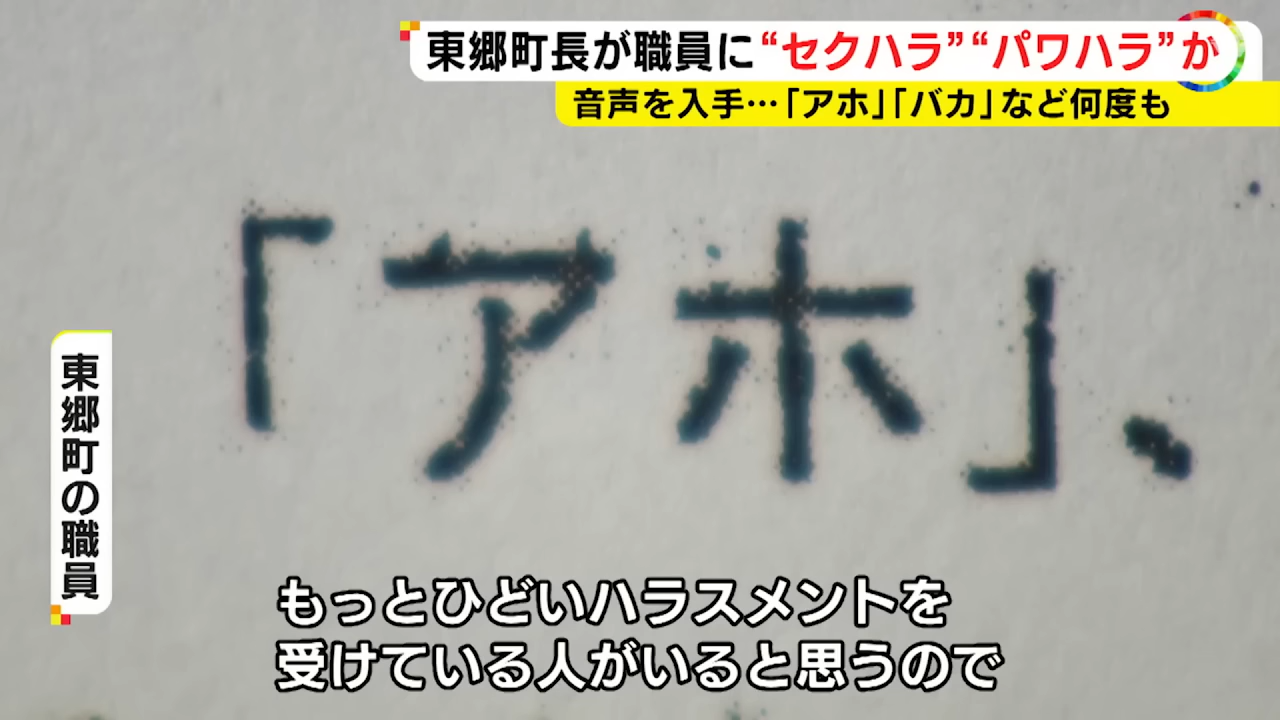 東郷町長が職員に“セクハラ”“パワハラ”か
音声を入手…「アホ」「バカ」など何度も
「アホ」、
東郷町の職員
もっとひどいハラスメントを
受けている人がいると思うので